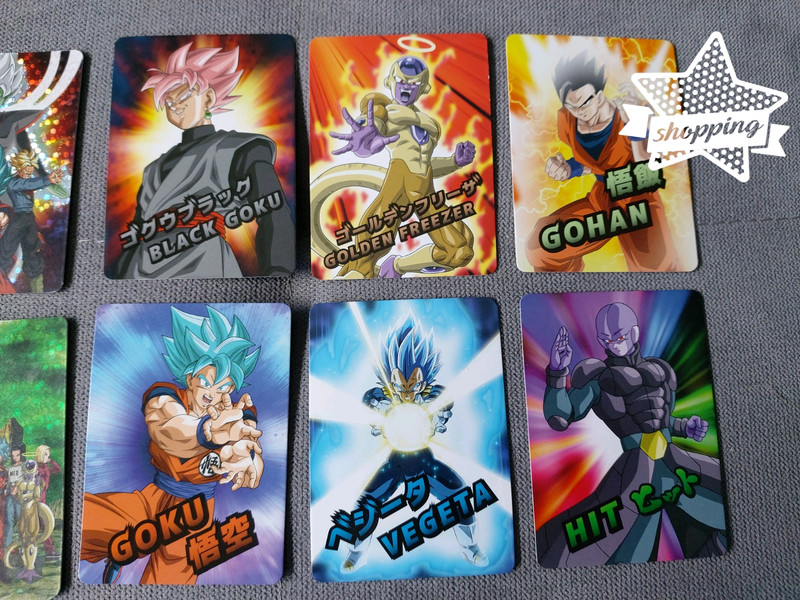 ゴクウブラック
BLACK GOKU
ゴールデンフリーザ
GOLDEN FREEZER
悟飯
GOHAN
shopping
GOKU
悟空
悟
ベジータ
VEGETA
HIT ヒット